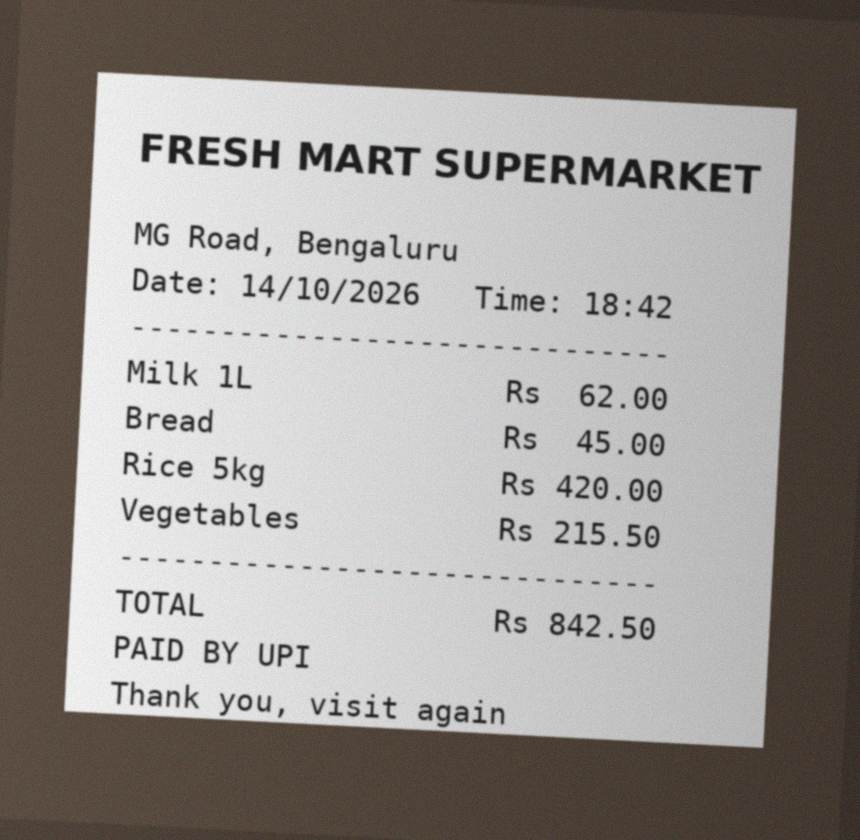 FRESH MART SUPERMARKET
MG Road, Bengaluru
Date: 14/10/2026   Time: 18:42
------------------------------
Milk 1L              Rs  62.00
Bread                Rs  45.00
Rice 5kg             Rs 420.00
Vegetables           Rs 215.50
------------------------------
TOTAL                Rs 842.50
PAID BY UPI
Thank you, visit again